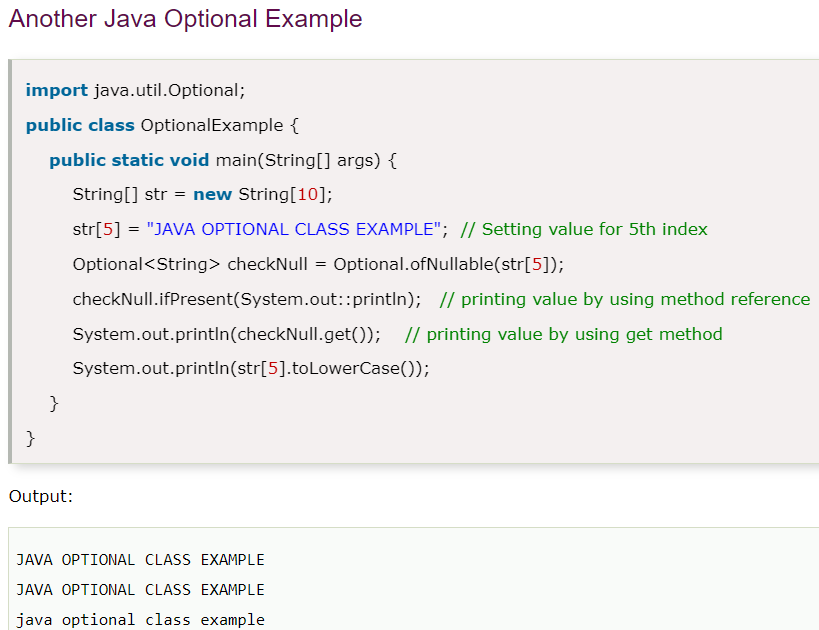 Another Java Optional Example
import java.util.Optional;
public class OptionalExample {
public static void main(String[] args) {
String[] str = new String[10];
str[5] = "JAVA OPTIONAL CLASS EXAMPLE";  // Setting value for 5th index
Optional<String> checkNull = Optional.ofNullable(str[5]);
checkNull.ifPresent(System.out::println);   // printing value by using method reference
System.out.println(checkNull.get());    // printing value by using get method
System.out.println(str[5].toLowerCase());
}
}
Output:
JAVA OPTIONAL CLASS EXAMPLE
JAVA OPTIONAL CLASS EXAMPLE
java optional class example